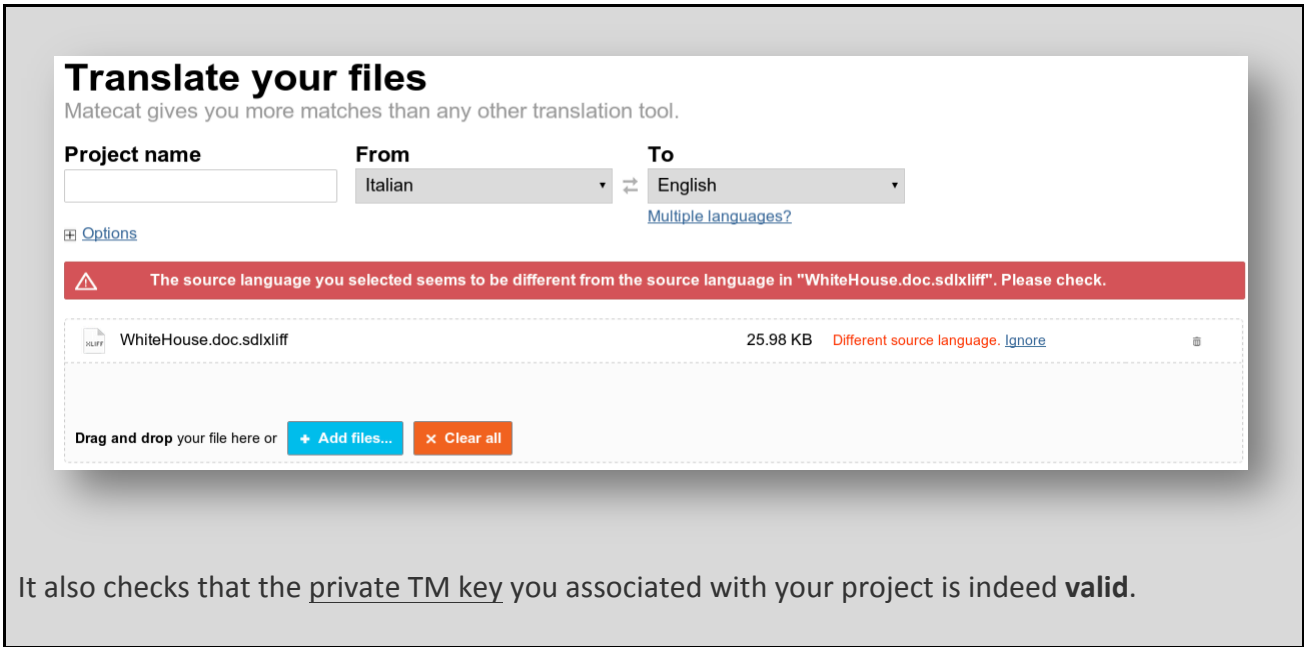 Translate your files
Matecat gives you more matches than any other translation tool.
Project name From To
Italian English
Multiple languages?
Options
The source language you selected seems to be different from the source language in "WhiteHouse.doc.sdlxliff". Please check.
XLIFF WhiteHouse.doc.sdlxliff 25.98 KB Different source language. Ignore
Drag and drop your file here or + Add files... × Clear all
It also checks that the private TM key you associated with your project is indeed valid.